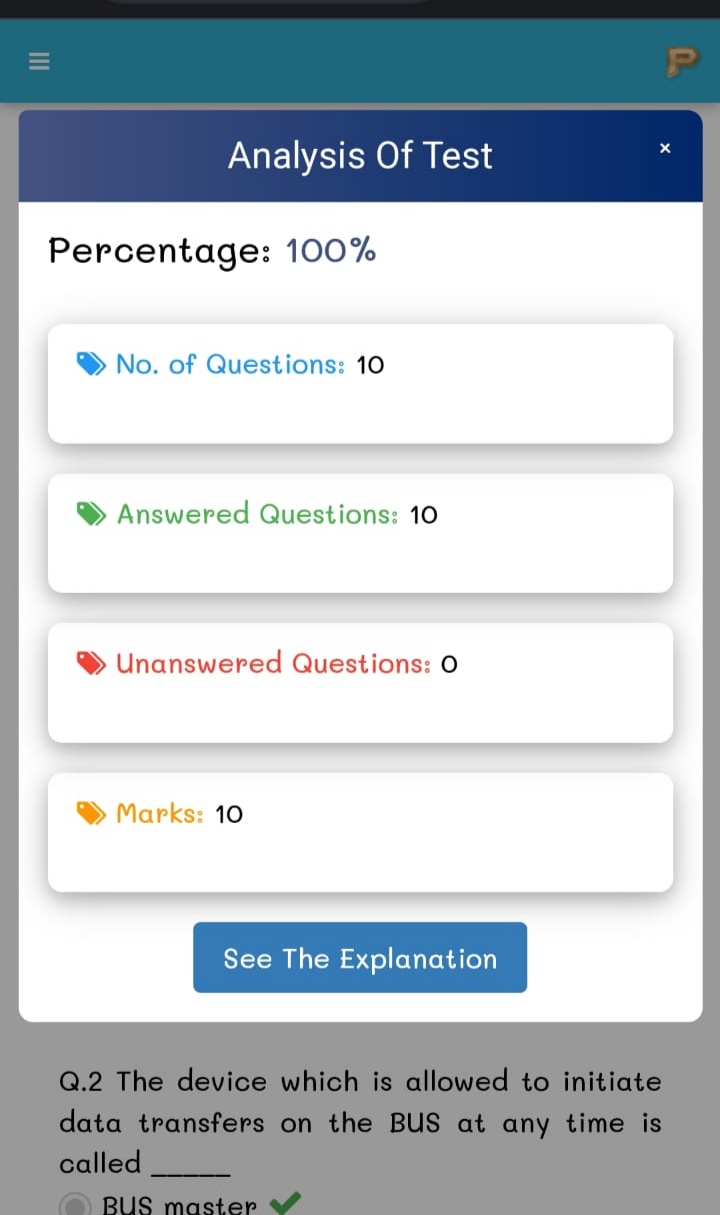 Analysis Of Test
×
Percentage: 100%
No. of Questions: 10
Answered Questions: 10
Unanswered Questions: 0
Marks: 10
See The Explanation
Q.2 The device which is allowed to initiate
data transfers on the BUS at any time is
called _____
BUS master